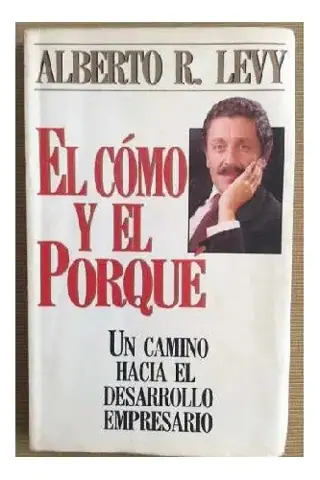 ALBERTO R. LEVY
EL CÓMO
Y EL
PORQUÉ
UN CAMINO
HACIA EL
DESARROLLO
EMPRESARIO